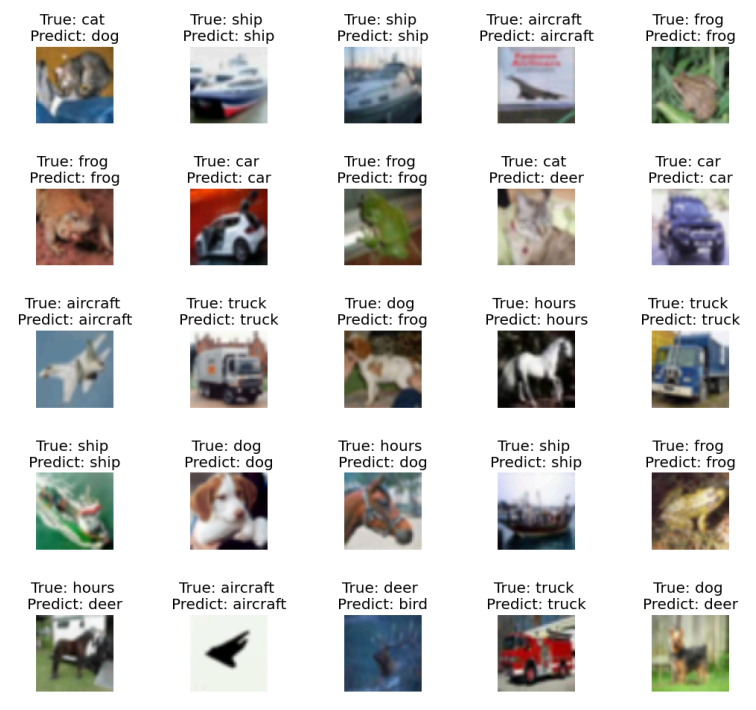 True: cat
Predict: dog
True: ship
Predict: ship
True: ship
Predict: ship
True: aircraft
Predict: aircraft
True: frog
Predict: frog
True: frog
Predict: frog
True: car
Predict: car
True: frog
Predict: frog
True: cat
Predict: deer
True: car
Predict: car
True: aircraft
Predict: aircraft
True: truck
Predict: truck
True: dog
Predict: frog
True: hours
Predict: hours
True: truck
Predict: truck
True: ship
Predict: ship
True: dog
Predict: dog
True: hours
Predict: dog
True: ship
Predict: ship
True: frog
Predict: frog
True: hours
Predict: deer
True: aircraft
Predict: aircraft
True: deer
Predict: bird
True: truck
Predict: truck
True: dog
Predict: deer